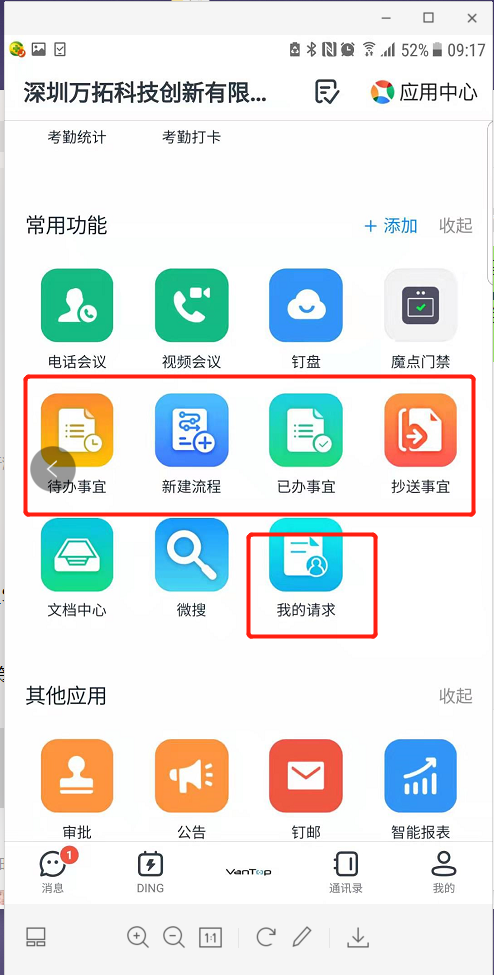 52% 09:17
深圳万拓科技创新有限... 应用中心
考勤统计 考勤打卡
常用功能 + 添加 收起
电话会议 视频会议 钉盘 魔点门禁
待办事宜 新建流程 已办事宜 抄送事宜
文档中心 微搜 我的请求
其他应用 收起
审批 公告 钉邮 智能报表
1
消息 DING VanTop 通讯录 我的
1:1